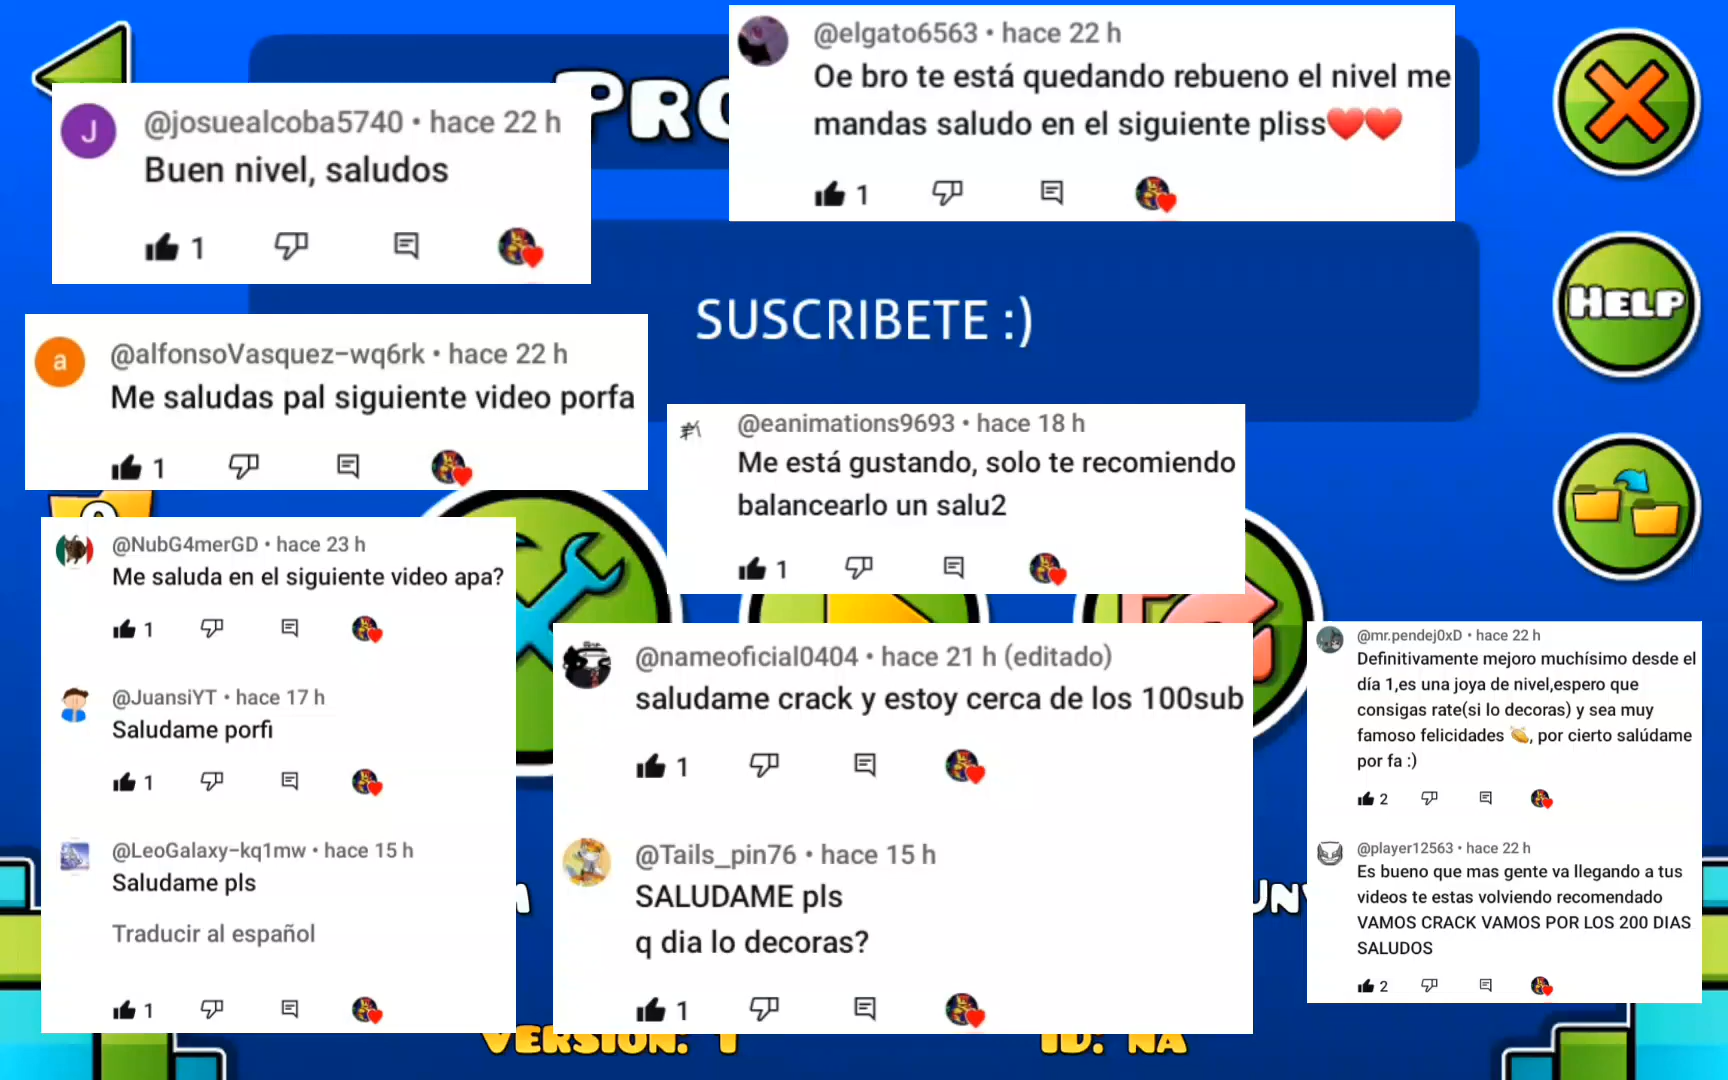 PRO
@josuealcoba5740 • hace 22 h
Buen nivel, saludos
1
@elgato6563 • hace 22 h
Oe bro te está quedando rebueno el nivel me
mandas saludo en el siguiente pliss❤️❤️
1
HELP
SUSCRIBETE :)
@alfonsoVasquez-wq6rk • hace 22 h
Me saludas pal siguiente video porfa
1
@eanimations9693 • hace 18 h
Me está gustando, solo te recomiendo
balancearlo un salu2
1
@NubG4merGD • hace 23 h
Me saluda en el siguiente video apa?
1
@JuansiYT • hace 17 h
Saludame porfi
1
@LeoGalaxy-kq1mw • hace 15 h
Saludame pls
Traducir al español
1
@nameoficial0404 • hace 21 h (editado)
saludame crack y estoy cerca de los 100sub
1
@Tails_pin76 • hace 15 h
SALUDAME pls
q dia lo decoras?
1
@mr.pendej0xD • hace 22 h
Definitivamente mejoro muchísimo desde el
día 1,es una joya de nivel,espero que
consigas rate(si lo decoras) y sea muy
famoso felicidades 👏, por cierto salúdame
por fa :)
2
@player12563 • hace 22 h
Es bueno que mas gente va llegando a tus
videos te estas volviendo recomendado
VAMOS CRACK VAMOS POR LOS 200 DIAS
SALUDOS
2
VERSION: 1
ID: NA